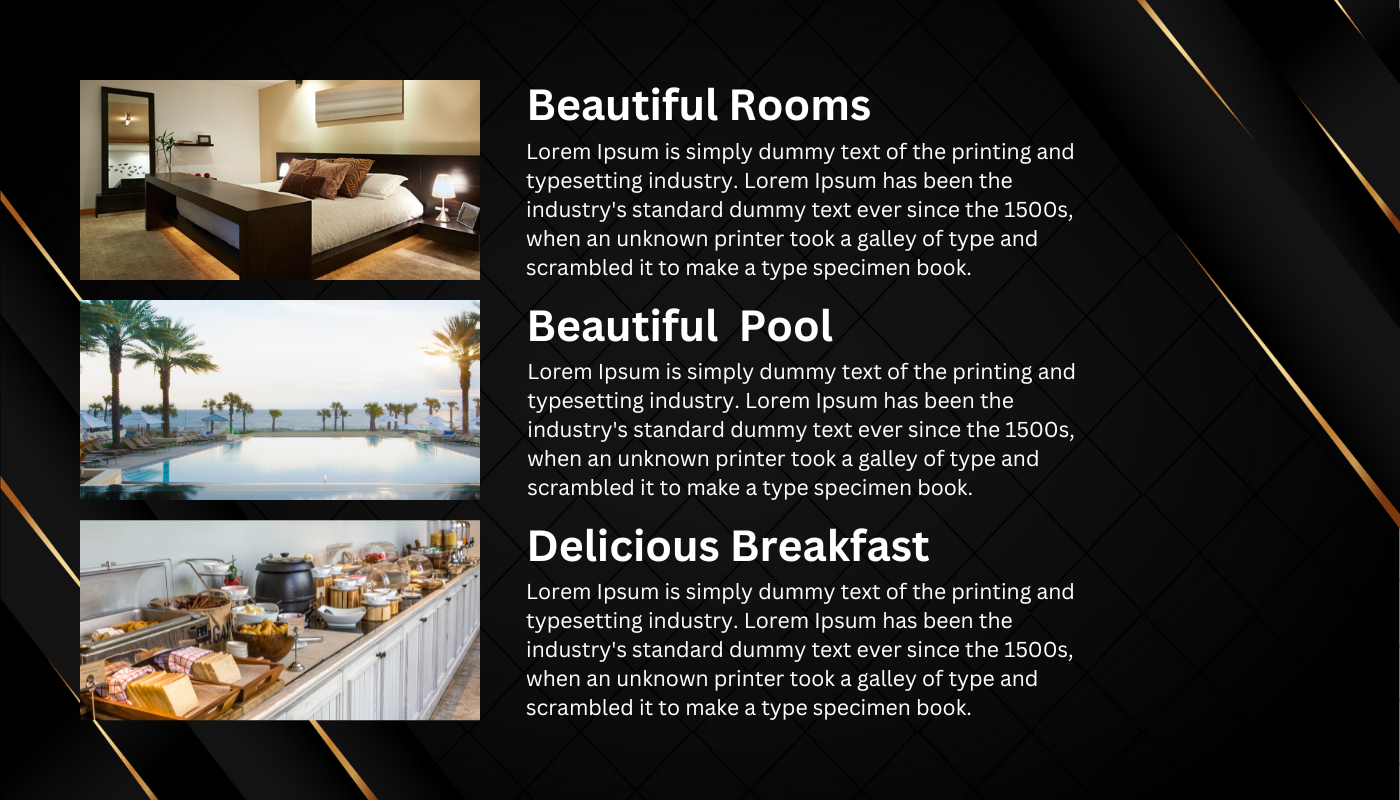 Beautiful Rooms
Lorem Ipsum is simply dummy text of the printing and
typesetting industry. Lorem Ipsum has been the
industry's standard dummy text ever since the 1500s,
when an unknown printer took a galley of type and
scrambled it to make a type specimen book.
Beautiful  Pool
Lorem Ipsum is simply dummy text of the printing and
typesetting industry. Lorem Ipsum has been the
industry's standard dummy text ever since the 1500s,
when an unknown printer took a galley of type and
scrambled it to make a type specimen book.
Delicious Breakfast
Lorem Ipsum is simply dummy text of the printing and
typesetting industry. Lorem Ipsum has been the
industry's standard dummy text ever since the 1500s,
when an unknown printer took a galley of type and
scrambled it to make a type specimen book.